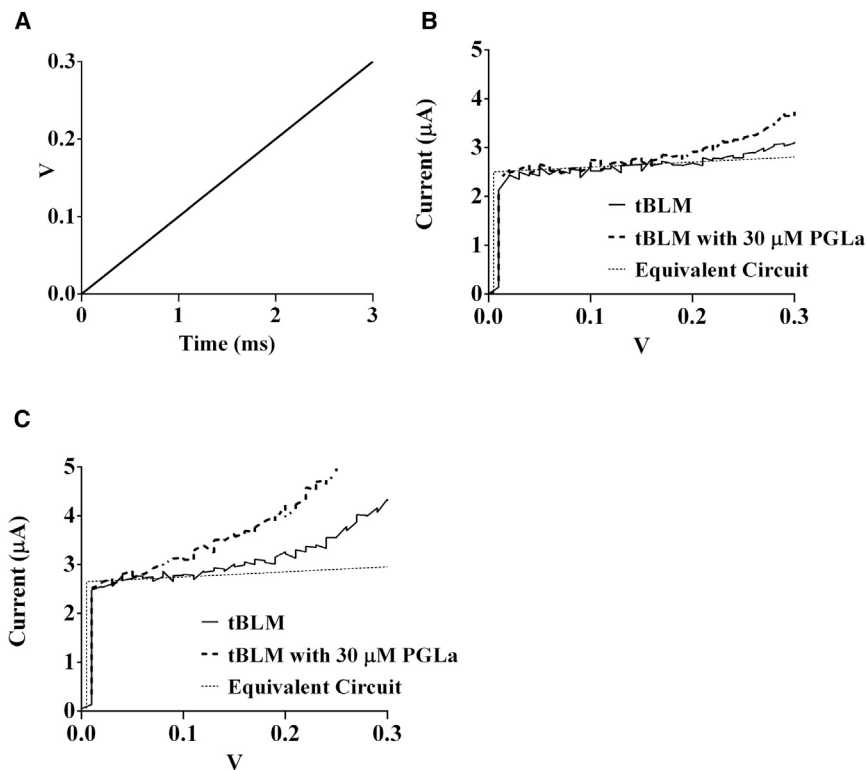 A
B
0.3
0.2
0.1
0.0
V
0
1
2
3
Time (ms)
5
4
3
2
1
0
Current (μA)
tBLM
tBLM with 30 μM PGLa
Equivalent Circuit
0.0
0.1
0.2
0.3
V
C
5
4
3
2
1
0
Current (μA)
tBLM
tBLM with 30 μM PGLa
Equivalent Circuit
0.0
0.1
0.2
0.3
V